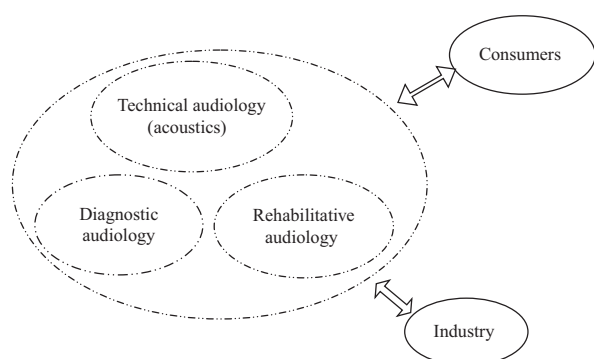 Consumers
Technical audiology
(acoustics)
Diagnostic
audiology
Rehabilitative
audiology
Industry